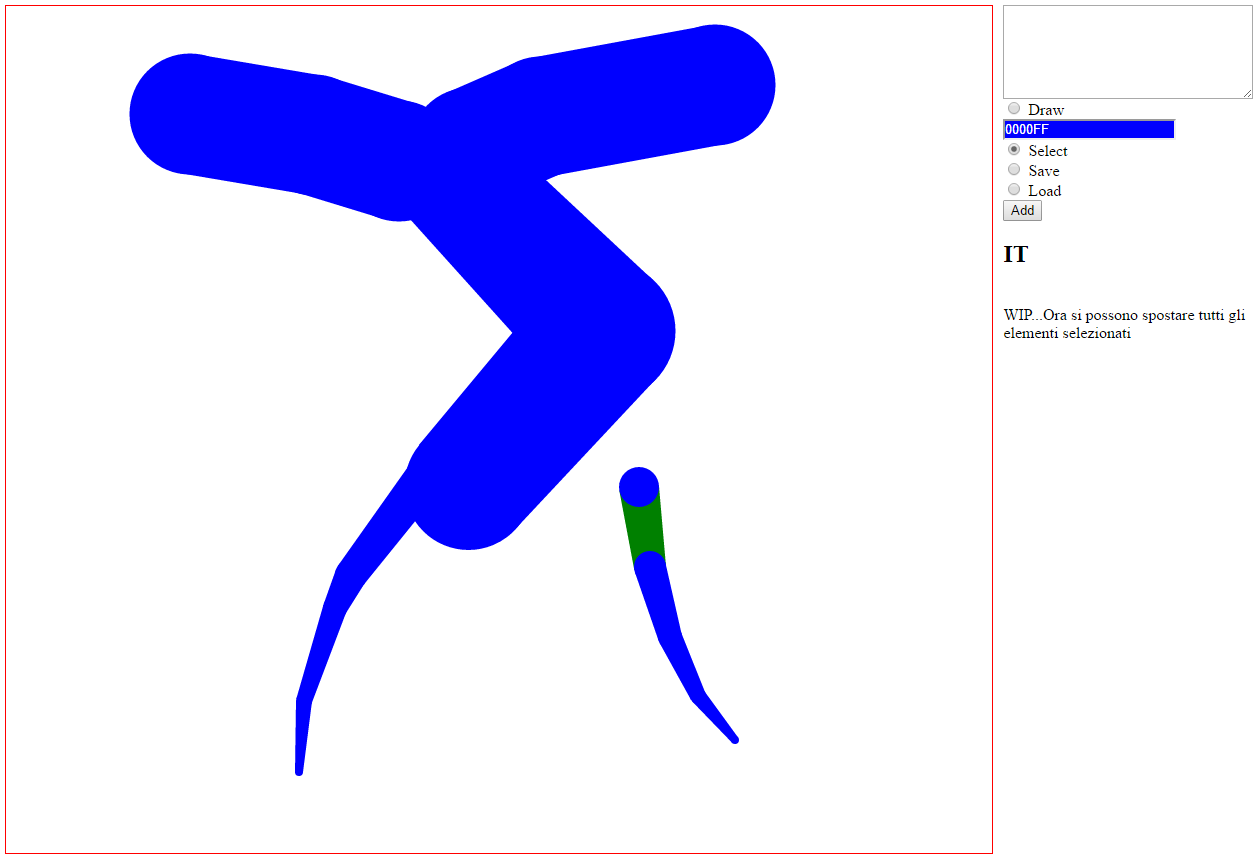 Draw
0000FF
Select
Save
Load
Add
IT
WIP...Ora si possono spostare tutti gli
elementi selezionati